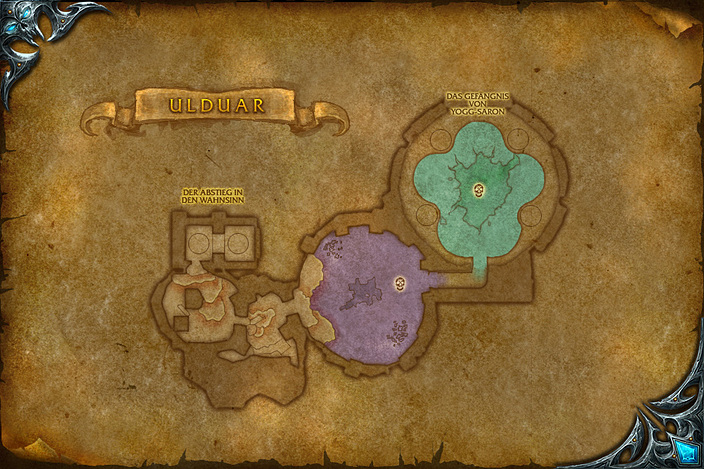 ULDUAR
DAS GEFÄNGNIS
VON
YOGG-SARON
DER ABSTIEG IN
DEN WAHNSINN